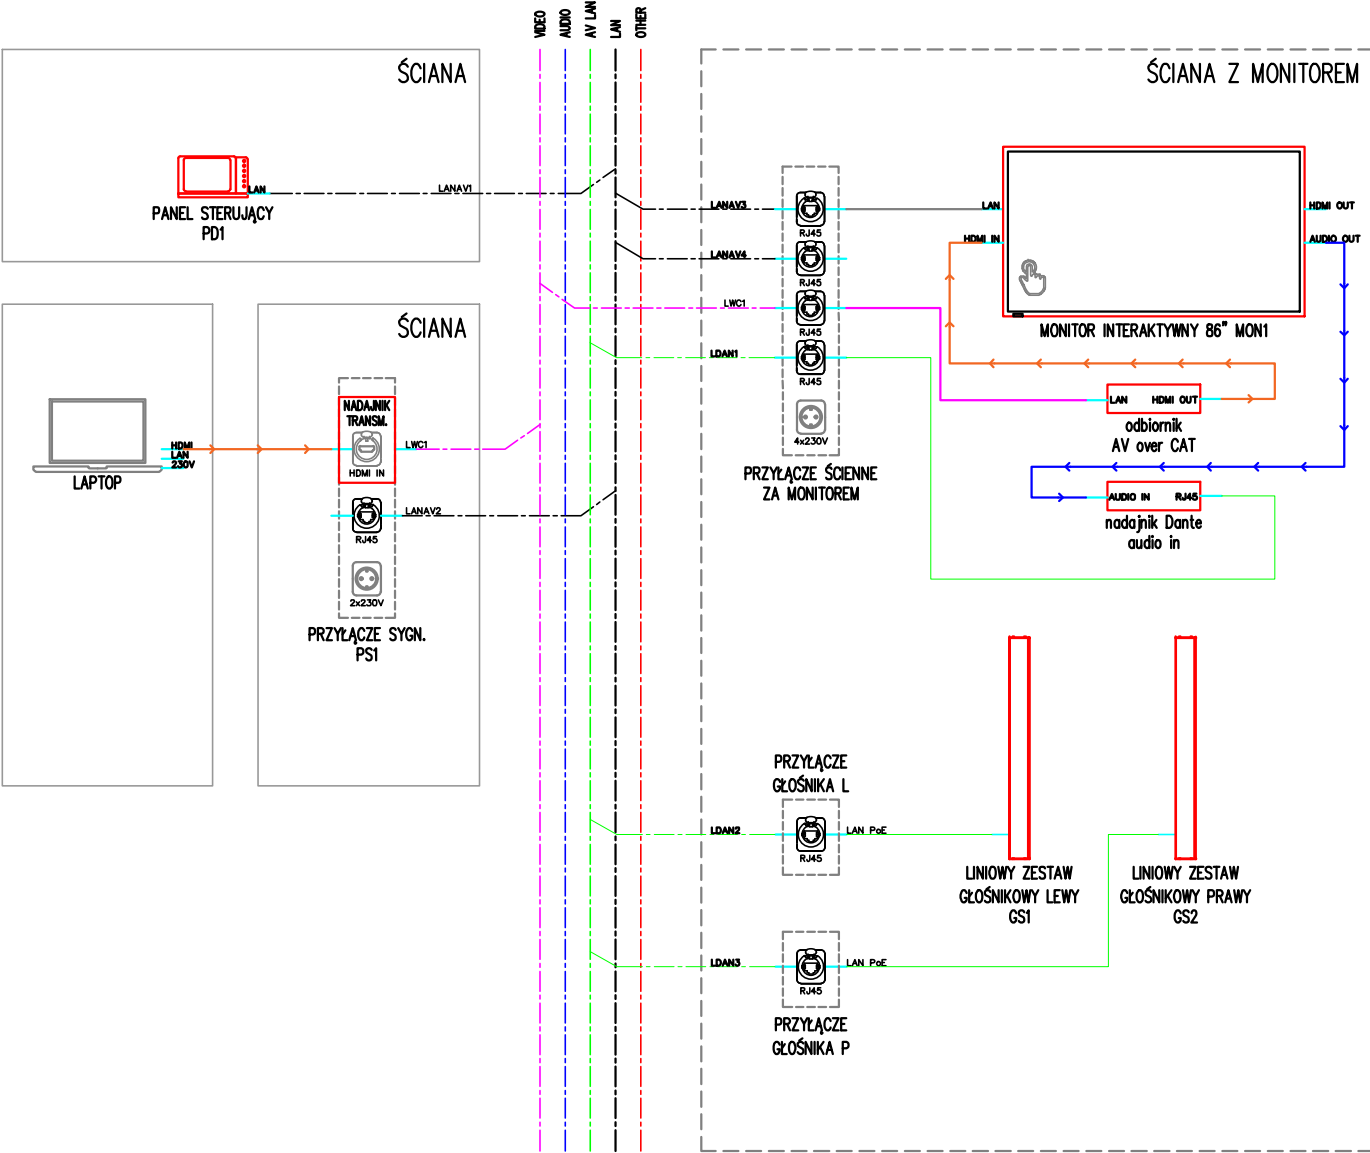 VIDEO
AUDIO
AV LAN
LAN
OTHER
ŚCIANA
LAN
LANAV1
PANEL STERUJĄCY
PD1
ŚCIANA
NADAJNIK
TRANSM.
HDMI IN
LWC1
HDMI
LAN
230V
LAPTOP
LANAV2
RJ45
2x230V
PRZYŁĄCZE SYGN.
PS1
ŚCIANA Z MONITOREM
LANAV3
RJ45
LANAV4
RJ45
LWC1
RJ45
LDAN1
RJ45
4x230V
PRZYŁĄCZE ŚCIENNE
ZA MONITOREM
LAN
HDMI IN
HDMI OUT
AUDIO OUT
MONITOR INTERAKTYWNY 86" MON1
LAN HDMI OUT
odbiornik
AV over CAT
AUDIO IN RJ45
nadajnik Dante
audio in
PRZYŁĄCZE
GŁOŚNIKA L
LDAN2
RJ45
LAN PoE
LINIOWY ZESTAW
GŁOŚNIKOWY LEWY
GS1
LINIOWY ZESTAW
GŁOŚNIKOWY PRAWY
GS2
LDAN3
RJ45
LAN PoE
PRZYŁĄCZE
GŁOŚNIKA P